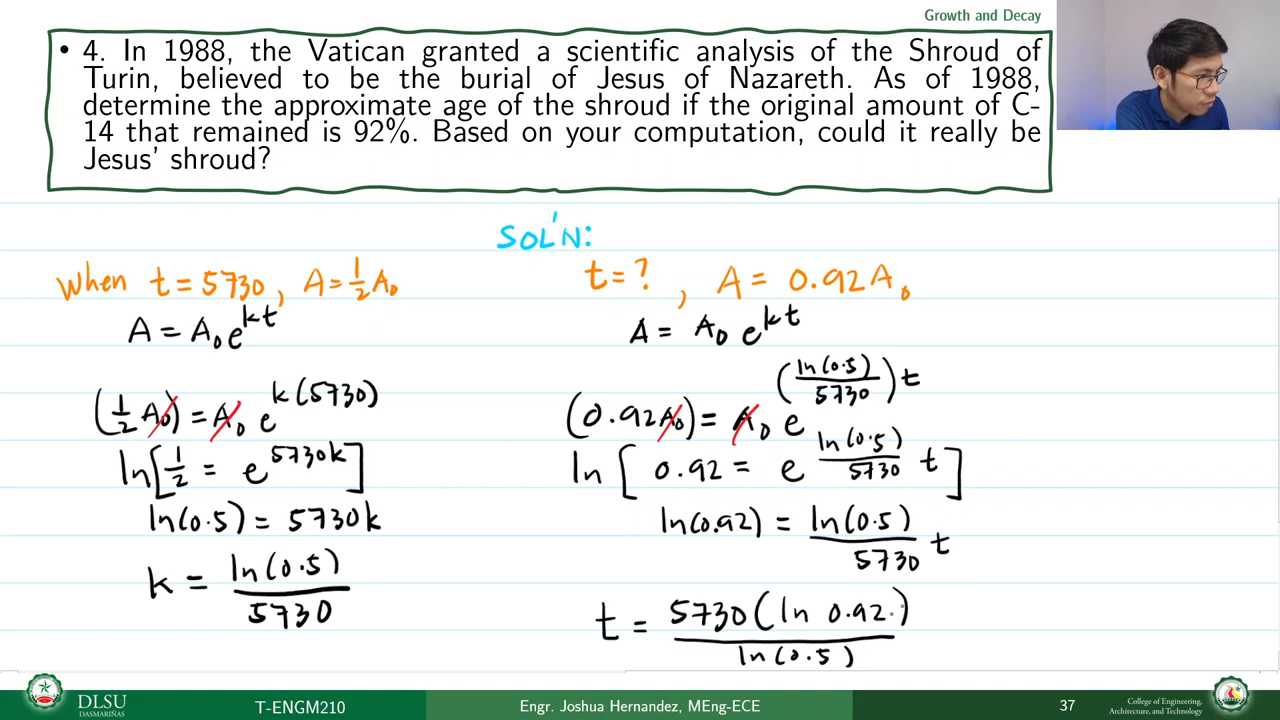 Growth and Decay
• 4. In 1988, the Vatican granted a scientific analysis of the Shroud of
Turin, believed to be the burial of Jesus of Nazareth. As of 1988,
determine the approximate age of the shroud if the original amount of C-
14 that remained is 92%. Based on your computation, could it really be
Jesus' shroud?
SOL'N:
When t = 5730, A = 1/2 A₀
A = A₀e^{kt}
(1/2 A₀) = A₀e^{k(5730)}
ln[1/2 = e^{5730k}]
ln(0.5) = 5730k
k = ln(0.5)/5730
t = ?, A = 0.92A₀
A = A₀e^{kt}
(0.92A₀) = A₀e^{(ln(0.5)/5730)t}
ln[0.92 = e^{ln(0.5)/5730 t}]
ln(0.92) = ln(0.5)/5730 t
t = 5730(ln 0.92)/ln(0.5)
DLSU
DASMARIÑAS
T-ENGM210
Engr. Joshua Hernandez, MEng-ECE
37
College of Engineering,
Architecture, and Technology